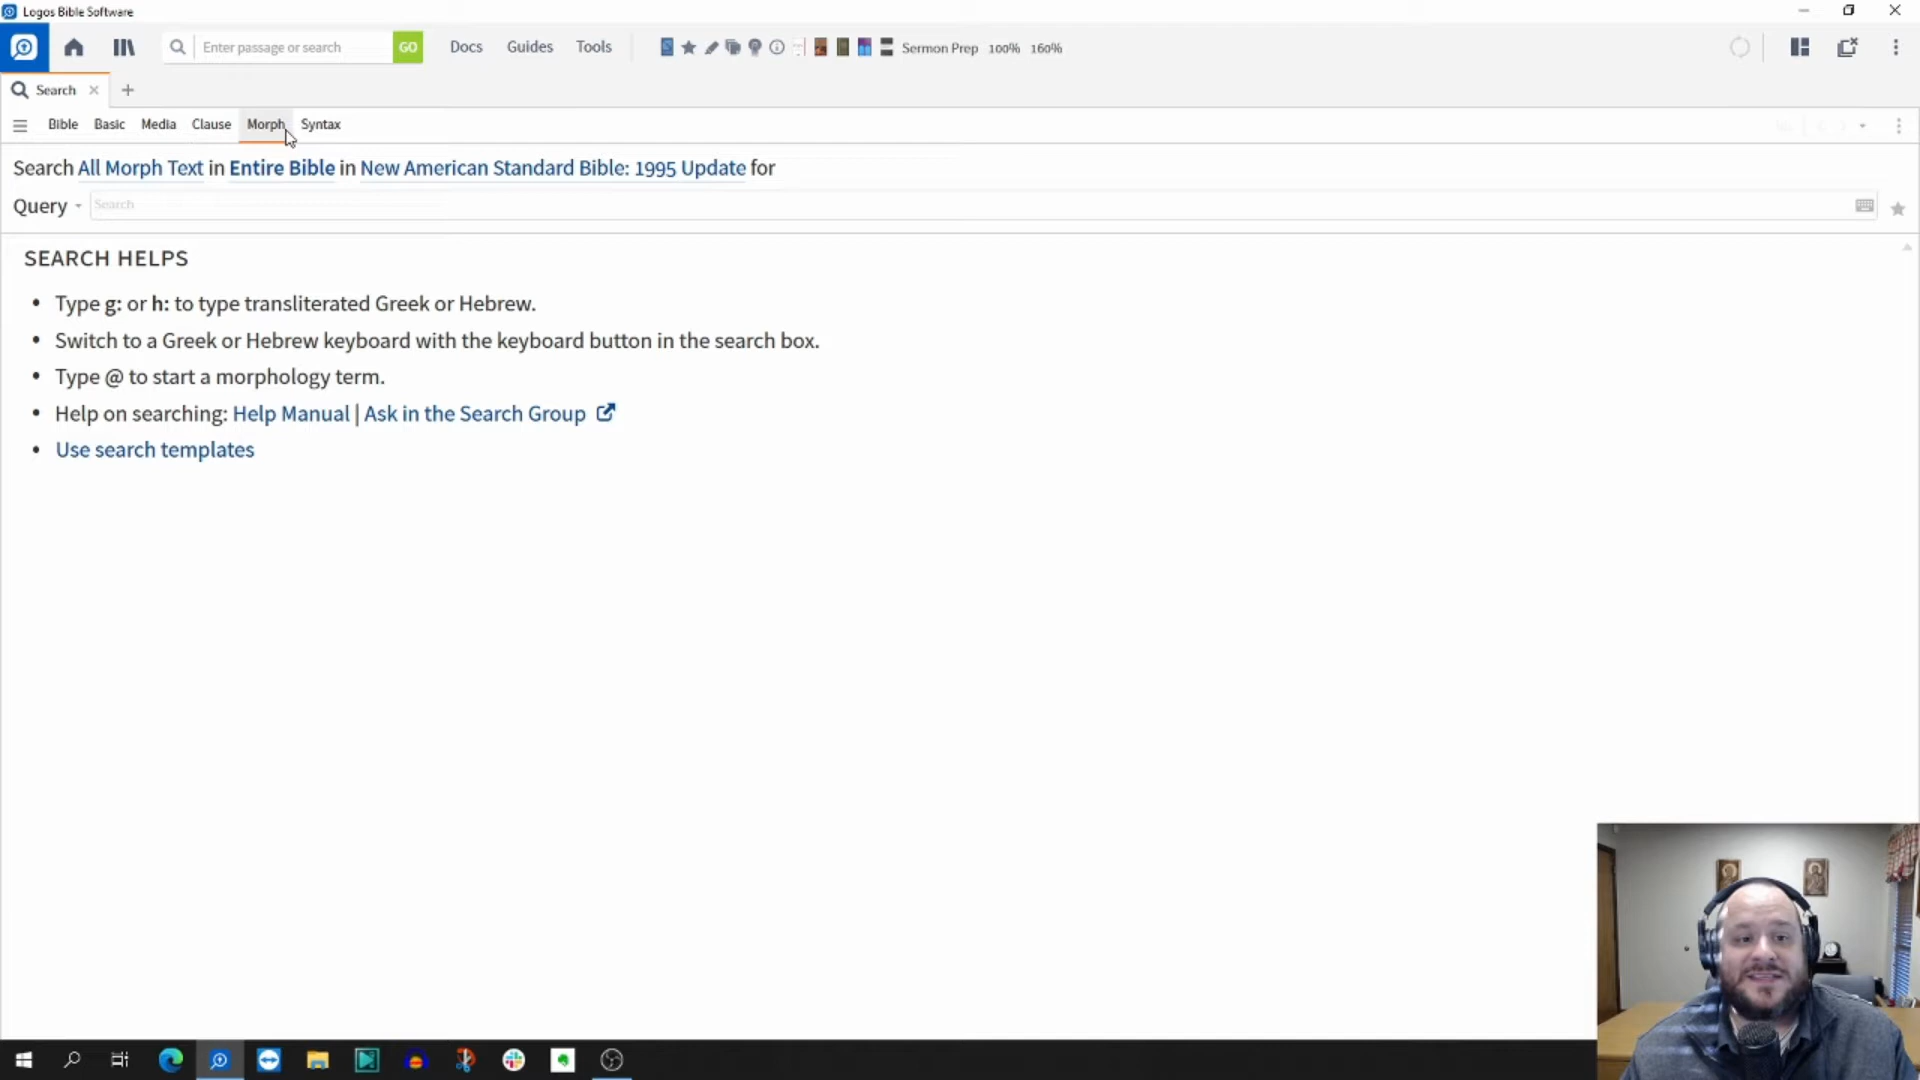 Logos Bible Software
Enter passage or search GO Docs Guides Tools Sermon Prep 100% 160%
Search
Bible Basic Media Clause Morph Syntax
Search All Morph Text in Entire Bible in New American Standard Bible: 1995 Update for
Query Search
SEARCH HELPS
• Type g: or h: to type transliterated Greek or Hebrew.
• Switch to a Greek or Hebrew keyboard with the keyboard button in the search box.
• Type @ to start a morphology term.
• Help on searching: Help Manual | Ask in the Search Group
• Use search templates